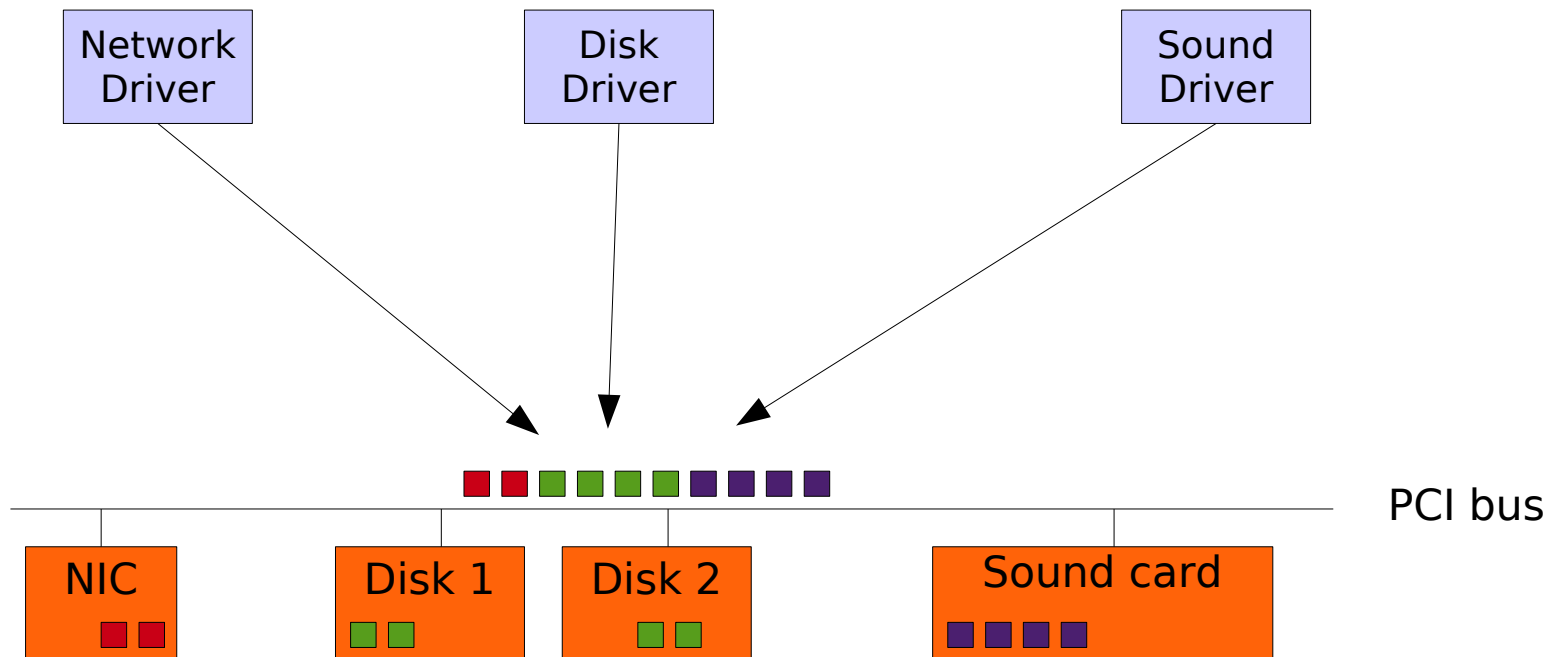 Network
Driver
Disk
Driver
Sound
Driver
PCI bus
NIC
Disk 1
Disk 2
Sound card